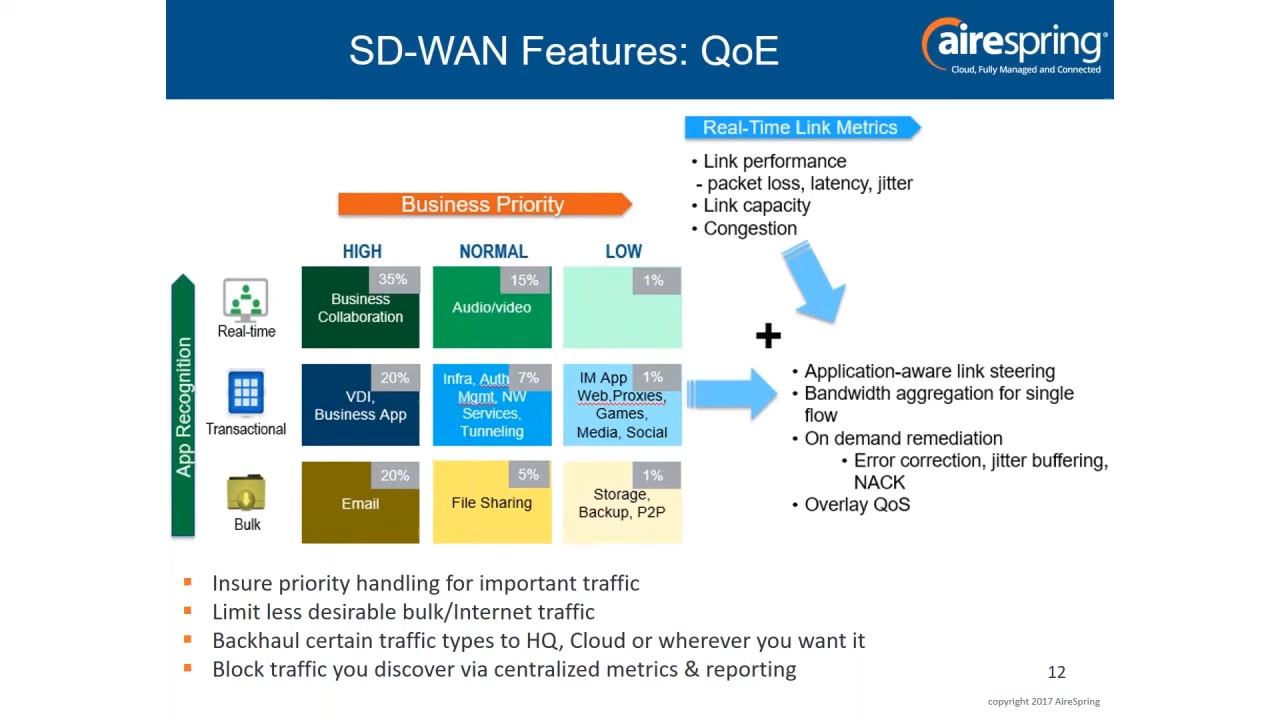 SD-WAN Features: QoE
airespring®
Cloud, Fully Managed and Connected
Real-Time Link Metrics
• Link performance
- packet loss, latency, jitter
• Link capacity
• Congestion
Business Priority
HIGH
NORMAL
LOW
App Recognition
Real-time
35%
Business
Collaboration
15%
Audio/video
1%
Transactional
20%
VDI,
Business App
7%
Infra, Auth
Mgmt, NW
Services,
Tunneling
1%
IM App
Web.Proxies,
Games,
Media, Social
Bulk
20%
Email
5%
File Sharing
1%
Storage,
Backup, P2P
+
• Application-aware link steering
• Bandwidth aggregation for single
flow
• On demand remediation
• Error correction, jitter buffering,
NACK
• Overlay QoS
▪ Insure priority handling for important traffic
▪ Limit less desirable bulk/Internet traffic
▪ Backhaul certain traffic types to HQ, Cloud or wherever you want it
▪ Block traffic you discover via centralized metrics & reporting
12
copyright 2017 AireSpring